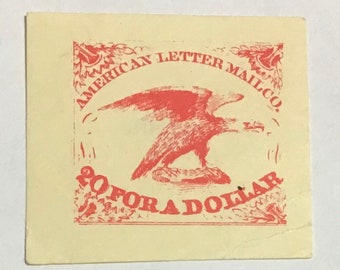 AMERICAN LETTER MAIL CO.
20 FOR A DOLLAR